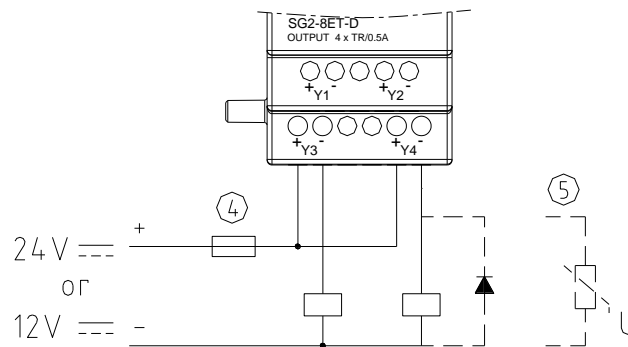 SG2-8ET-D
OUTPUT 4 x TR/0.5A
+ Y1 - + Y2 -
+ Y3 - + Y4 -
4
5
+
24V
or
12V -
U